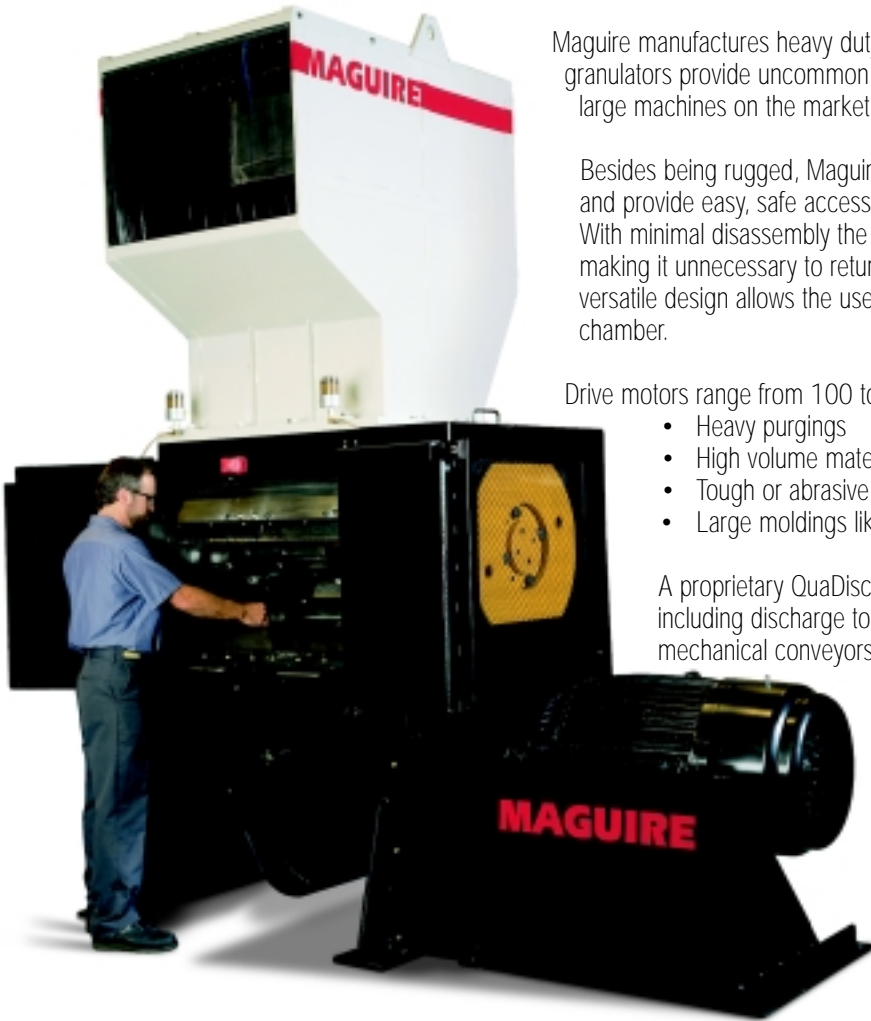 MAGUIRE
Maguire manufactures heavy dut
granulators provide uncommon
large machines on the market
Besides being rugged, Maguir
and provide easy, safe access
With minimal disassembly the
making it unnecessary to retur
versatile design allows the use
chamber.
Drive motors range from 100 to
• Heavy purgings
• High volume mate
• Tough or abrasive
• Large moldings lik
A proprietary QuaDisc
including discharge to
mechanical conveyors
MAGUIRE